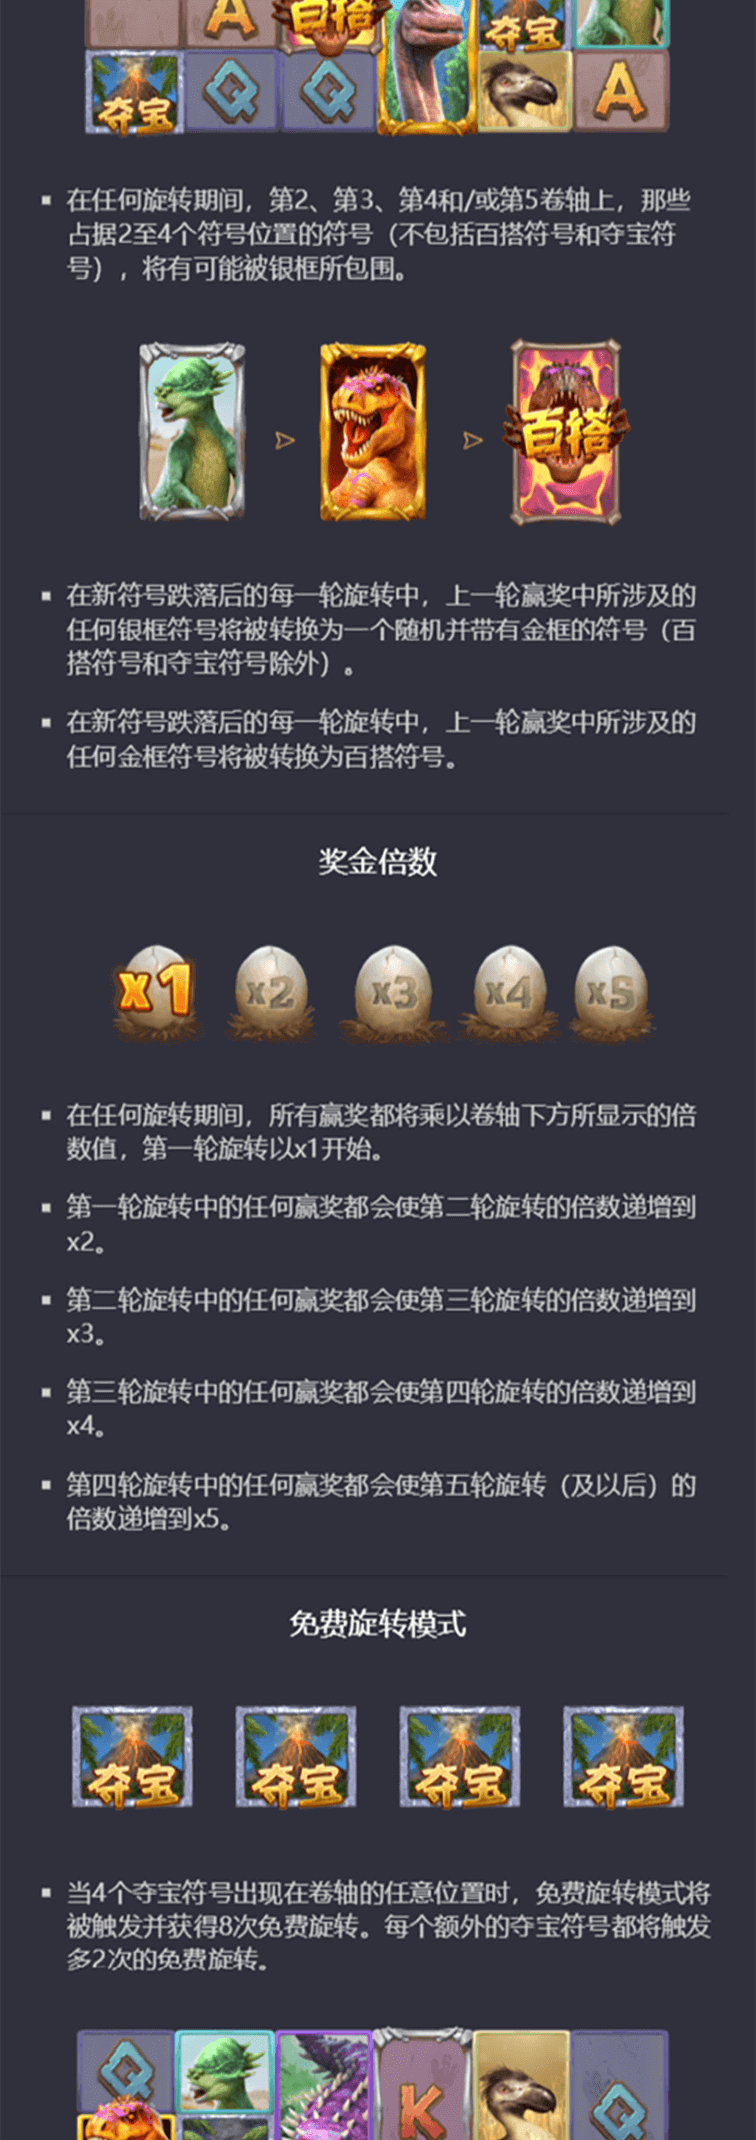 A 百搭 夺宝
夺宝 Q Q A
在任何旋转期间，第2、第3、第4和/或第5卷轴上，那些
占据2至4个符号位置的符号（不包括百搭符号和夺宝符
号），将有可能被银框所包围。
百搭
在新符号跌落后的每一轮旋转中，上一轮赢奖中所涉及的
任何银框符号将被转换为一个随机并带有金框的符号（百
搭符号和夺宝符号除外）。
在新符号跌落后的每一轮旋转中，上一轮赢奖中所涉及的
任何金框符号将被转换为百搭符号。
奖金倍数
x1 x2 x3 x4 x5
在任何旋转期间，所有赢奖都将乘以卷轴下方所显示的倍
数值，第一轮旋转以x1开始。
第一轮旋转中的任何赢奖都会使第二轮旋转的倍数递增到
x2。
第二轮旋转中的任何赢奖都会使第三轮旋转的倍数递增到
x3。
第三轮旋转中的任何赢奖都会使第四轮旋转的倍数递增到
x4。
第四轮旋转中的任何赢奖都会使第五轮旋转（及以后）的
倍数递增到x5。
免费旋转模式
夺宝 夺宝 夺宝 夺宝
当4个夺宝符号出现在卷轴的任意位置时，免费旋转模式将
被触发并获得8次免费旋转。每个额外的夺宝符号都将触发
多2次的免费旋转。
Q K Q